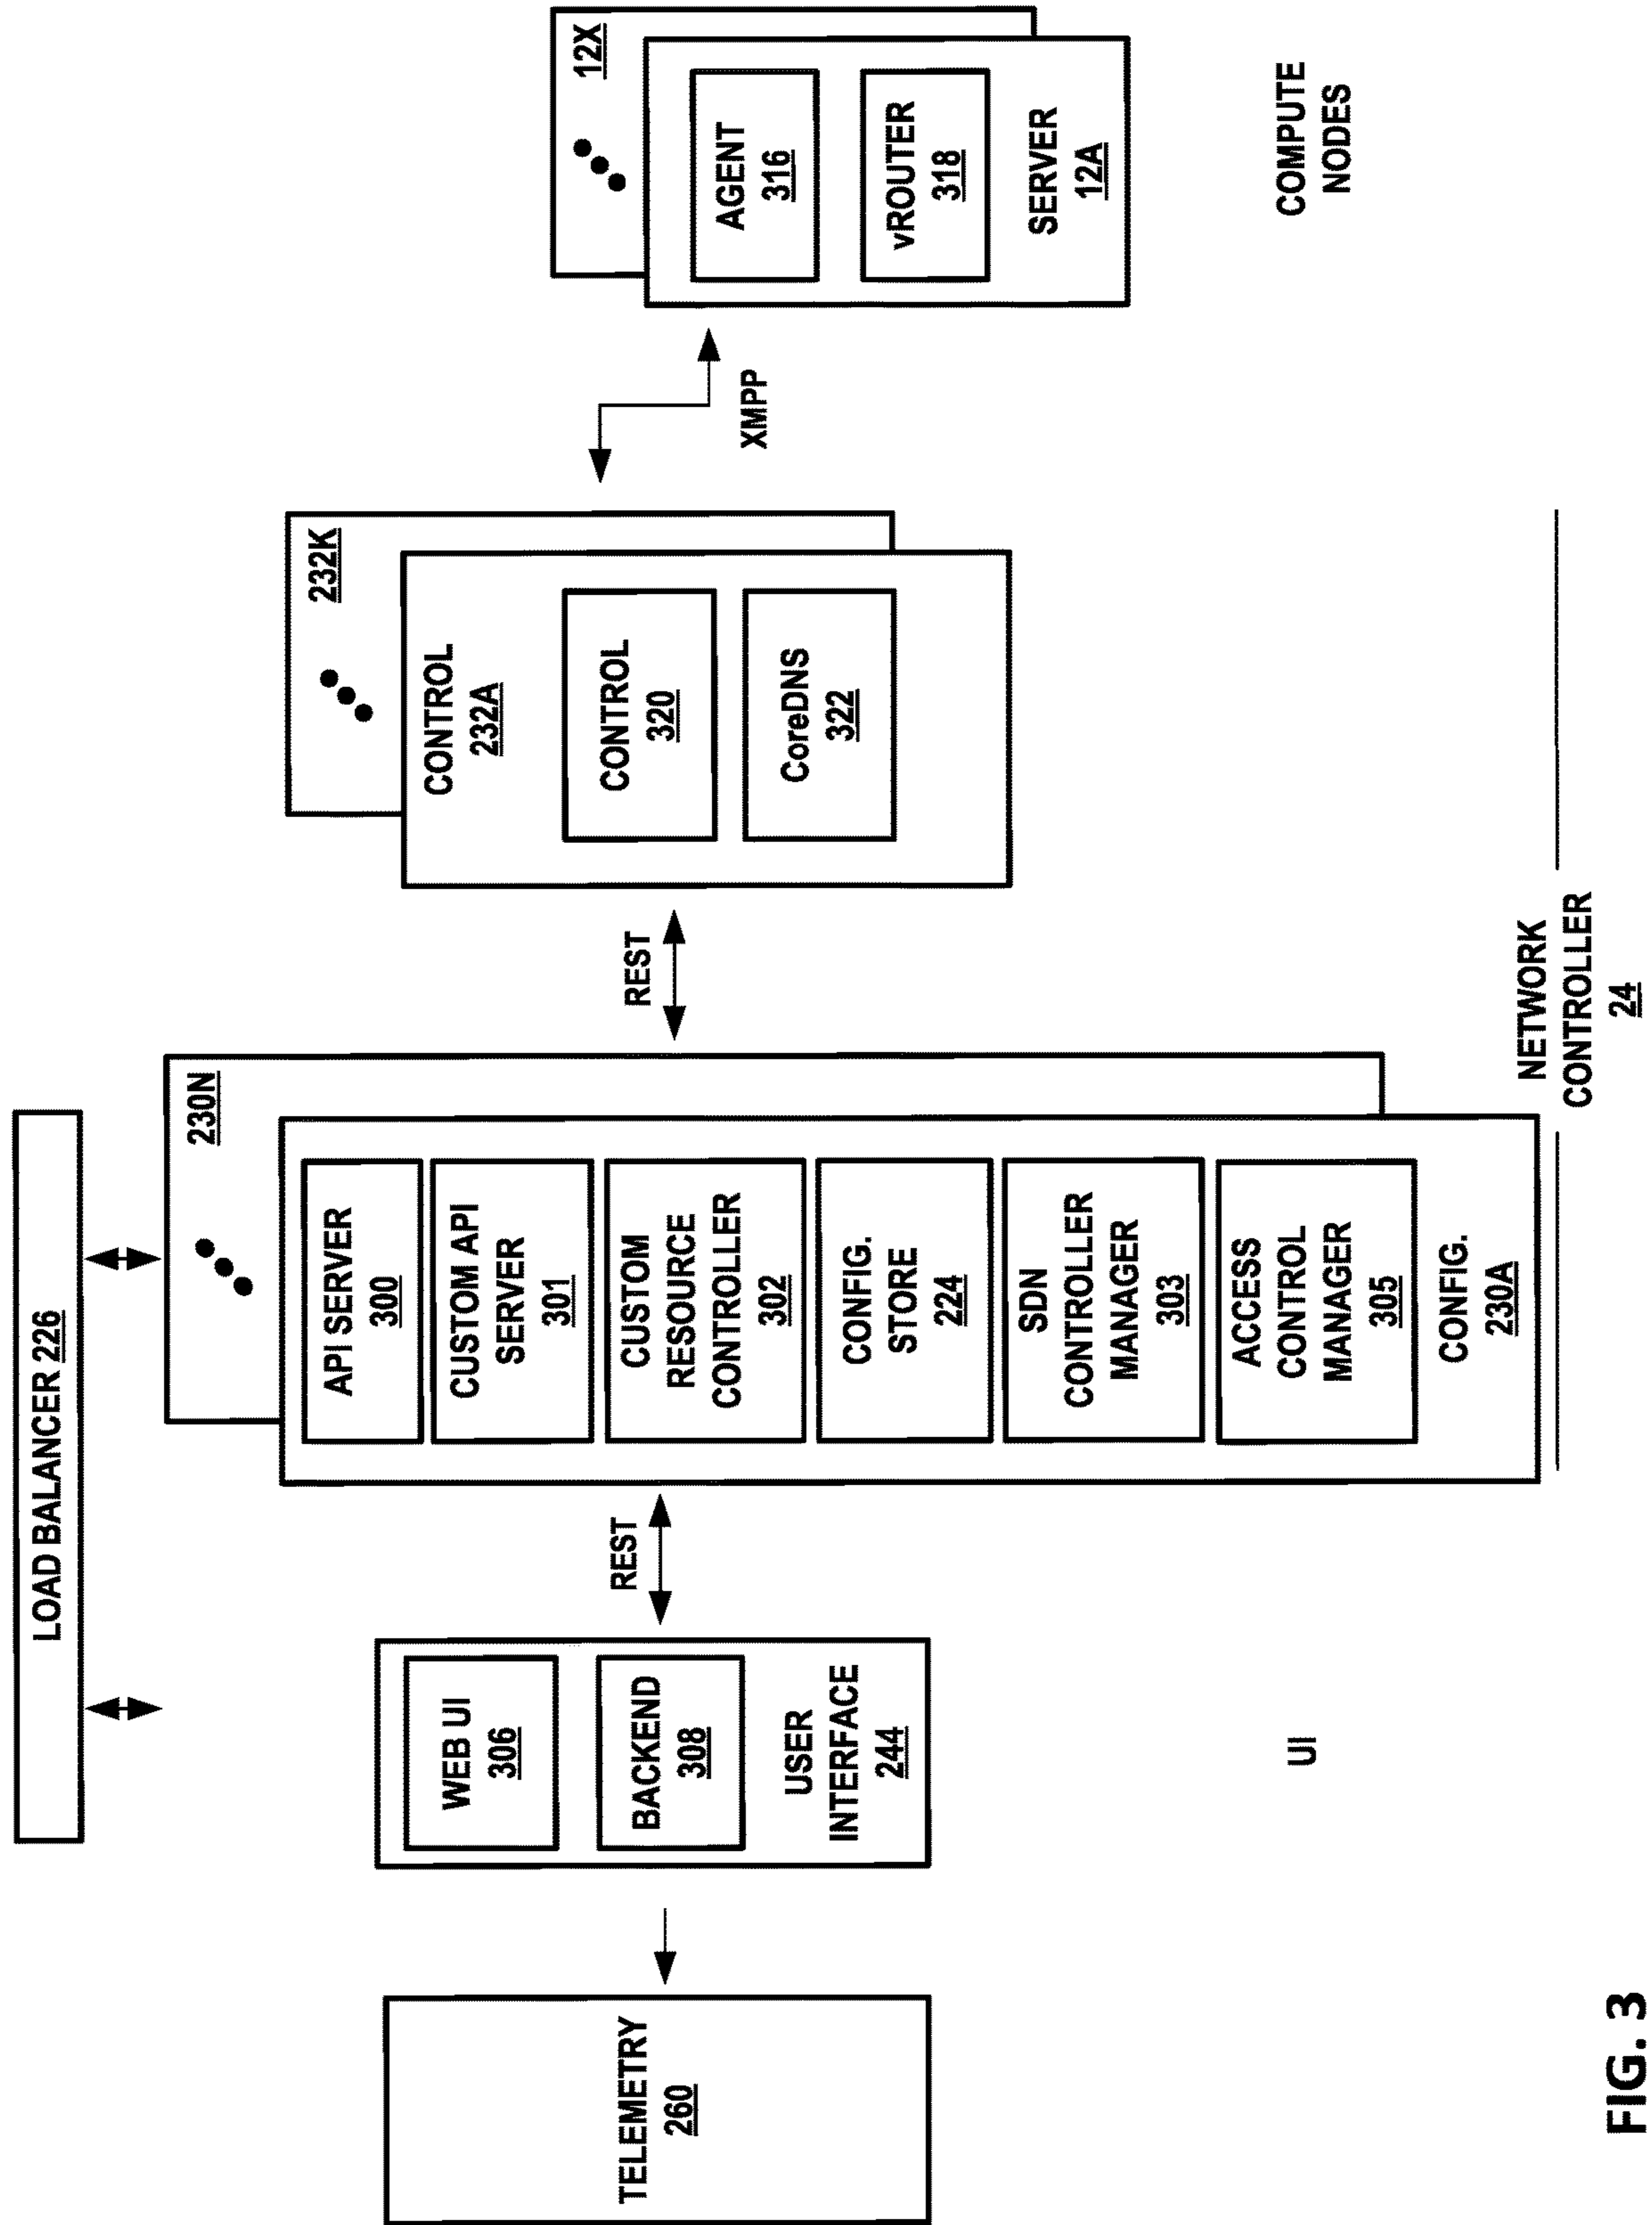 LOAD BALANCER 226
TELEMETRY
260
WEB UI
306
BACKEND
308
USER
INTERFACE
244
UI
REST
230N
API SERVER
300
CUSTOM API
SERVER
301
CUSTOM
RESOURCE
CONTROLLER
302
CONFIG.
STORE
224
SDN
CONTROLLER
MANAGER
303
ACCESS
CONTROL
MANAGER
305
CONFIG.
230A
REST
232K
CONTROL
232A
CONTROL
320
CoreDNS
322
NETWORK
CONTROLLER
24
XMPP
12X
AGENT
316
vROUTER
318
SERVER
12A
COMPUTE
NODES
FIG. 3